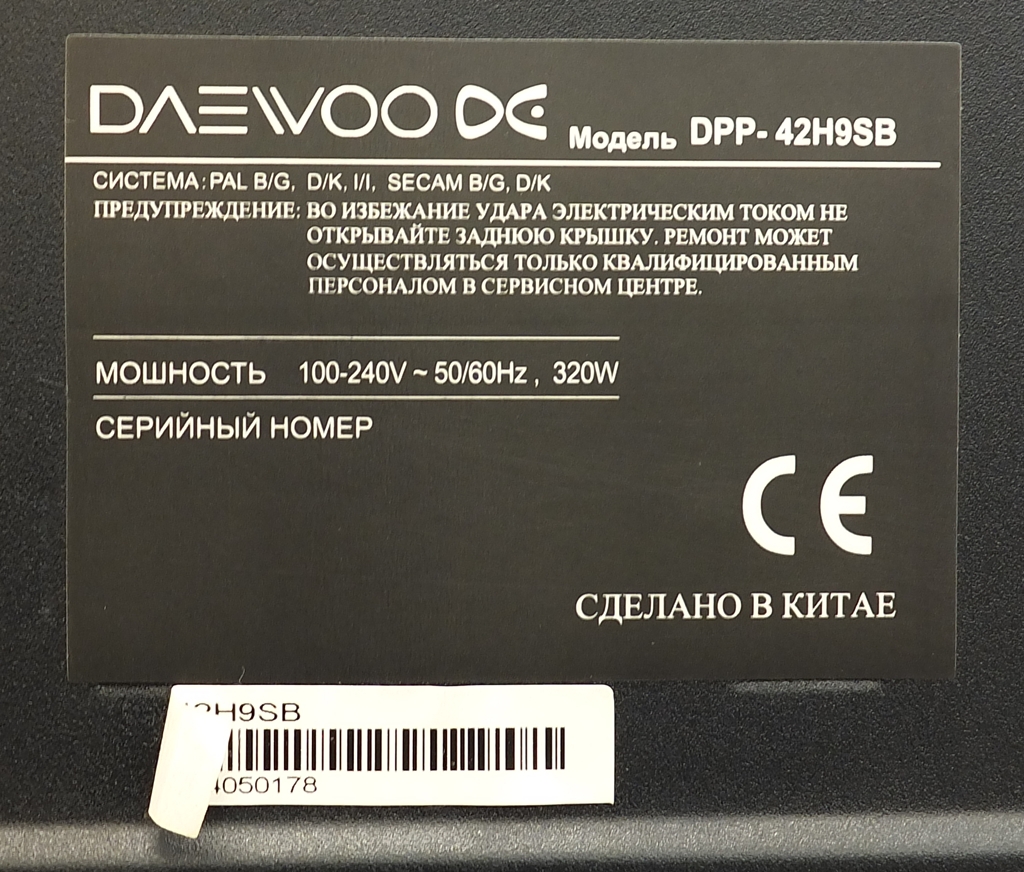 DAEWOO
Модель DPP- 42H9SB
СИСТЕМА: PAL B/G, D/K, I/I, SECAM B/G, D/K
ПРЕДУПРЕЖДЕНИЕ: ВО ИЗБЕЖАНИЕ УДАРА ЭЛЕКТРИЧЕСКИМ ТОКОМ НЕ
ОТКРЫВАЙТЕ ЗАДНЮЮ КРЫШКУ. РЕМОНТ МОЖЕТ
ОСУЩЕСТВЛЯТЬСЯ ТОЛЬКО КВАЛИФИЦИРОВАННЫМ
ПЕРСОНАЛОМ В СЕРВИСНОМ ЦЕНТРЕ.
МОШНОСТЬ 100-240V ~ 50/60Hz , 320W
СЕРИЙНЫЙ НОМЕР
CE
СДЕЛАНО В КИТАЕ
2H9SB
4050178